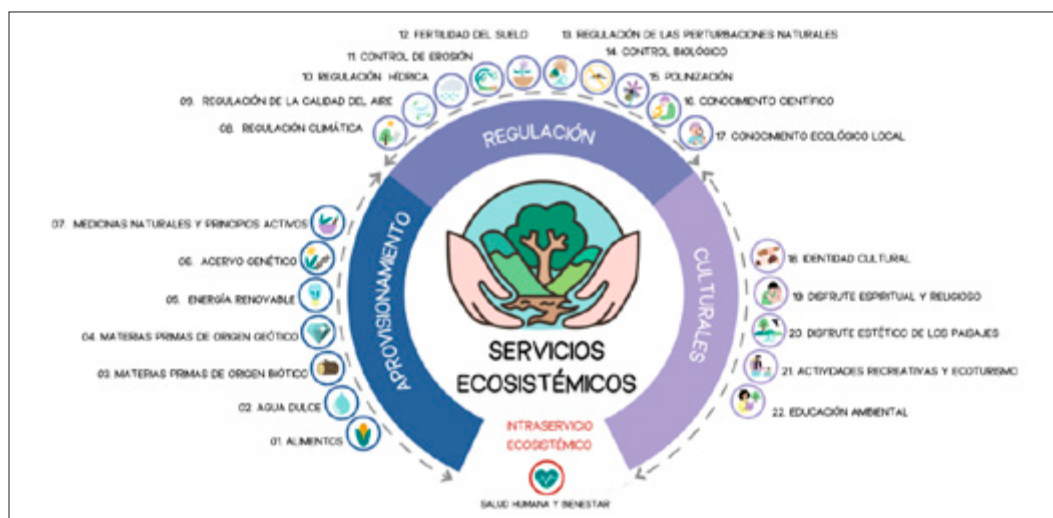 12. FERTILIDAD DEL SUELO
13. REGULACIÓN DE LAS PERTURBACIONES NATURALES
11. CONTROL DE EROSIÓN
14. CONTROL BIOLÓGICO
10. REGULACIÓN HÍDRICA
15. POLINIZACIÓN
09. REGULACIÓN DE LA CALIDAD DEL AIRE
16. CONOCIMIENTO CIENTÍFICO
08. REGULACIÓN CLIMÁTICA
17. CONOCIMIENTO ECOLÓGICO LOCAL
REGULACIÓN
07. MEDICINAS NATURALES Y PRINCIPIOS ACTIVOS
06. ACERVO GENÉTICO
05. ENERGÍA RENOVABLE
04. MATERIAS PRIMAS DE ORIGEN GEÓTICO
03. MATERIAS PRIMAS DE ORIGEN BIÓTICO
02. AGUA DULCE
01. ALIMENTOS
APROVISIONAMIENTO
SERVICIOS
ECOSISTÉMICOS
CULTURALES
18. IDENTIDAD CULTURAL
19. DISFRUTE ESPIRITUAL Y RELIGIOSO
20. DISFRUTE ESTÉTICO DE LOS PAISAJES
21. ACTIVIDADES RECREATIVAS Y ECOTURISMO
22. EDUCACIÓN AMBIENTAL
INTRASERVICIO
ECOSISTÉMICO
SALUD HUMANA Y BIENESTAR